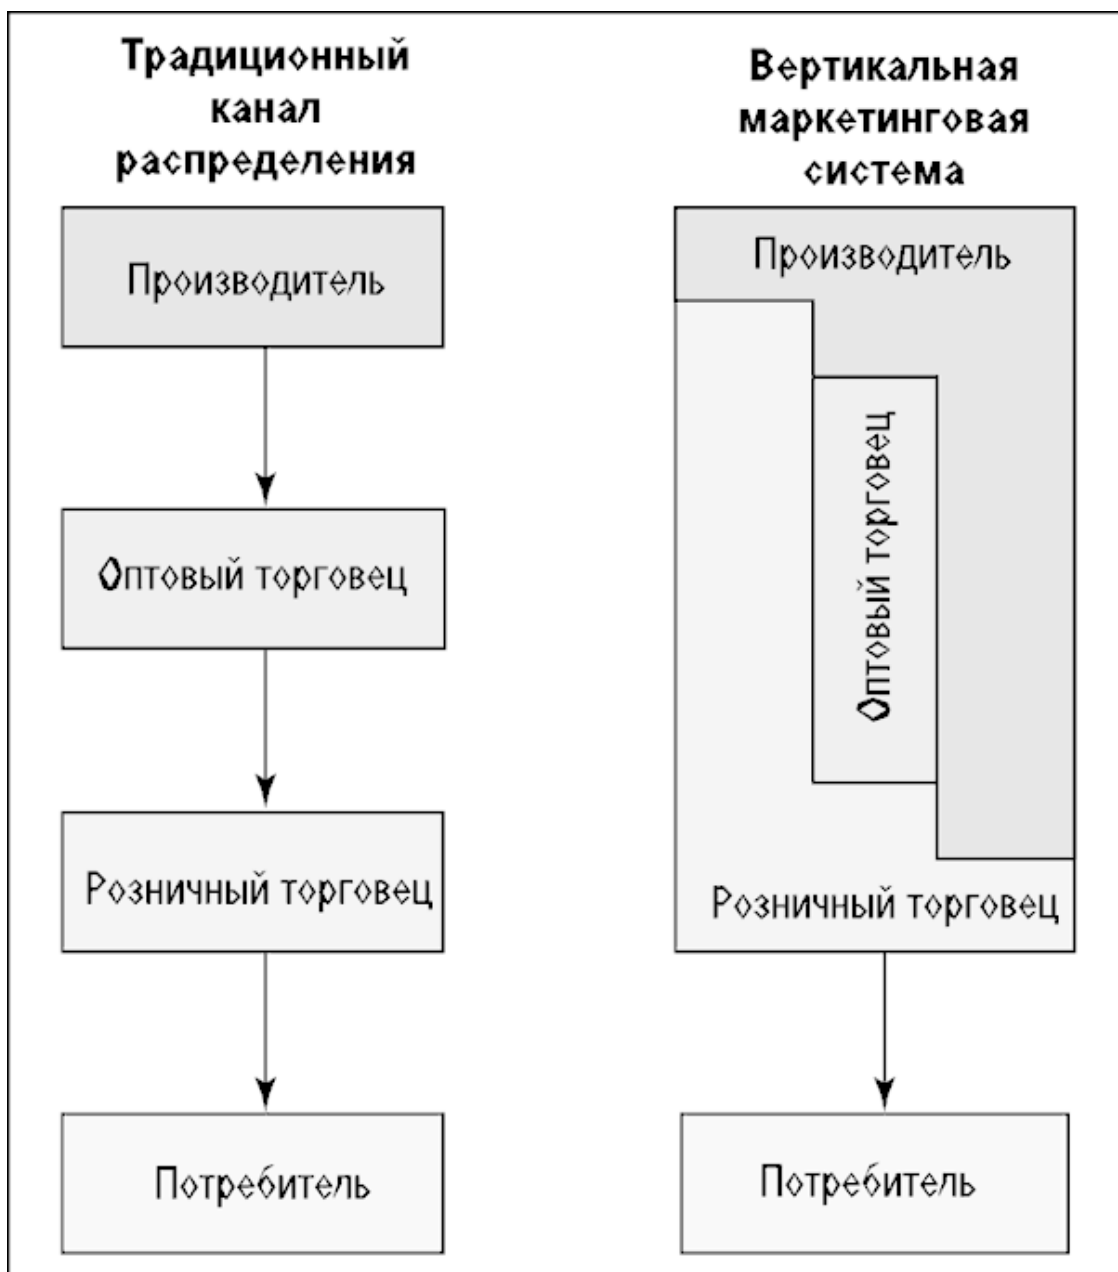 Традиционный
канал
распределения
Производитель
Оптовый торговец
Розничный торговец
Потребитель
Вертикальная
маркетинговая
система
Производитель
Оптовый торговец
Розничный торговец
Потребитель